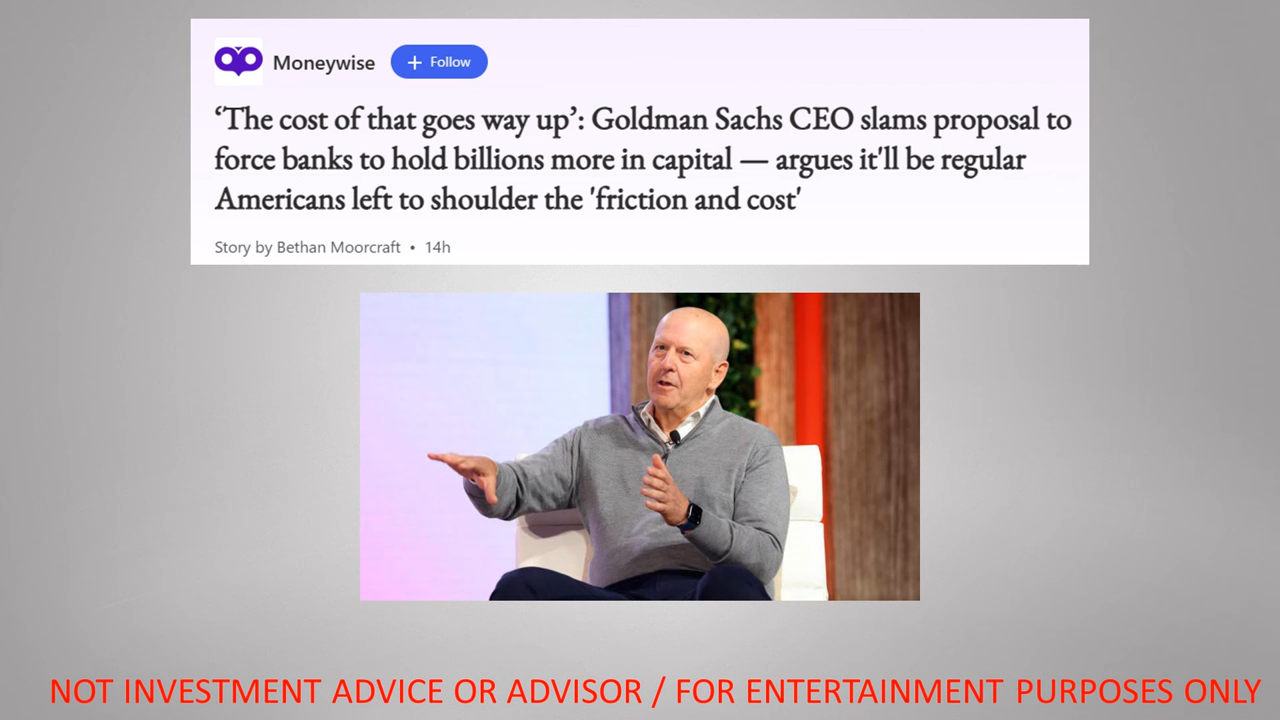 Moneywise
+ Follow
‘The cost of that goes way up’: Goldman Sachs CEO slams proposal to
force banks to hold billions more in capital — argues it'll be regular
Americans left to shoulder the 'friction and cost'
Story by Bethan Moorcraft • 14h
NOT INVESTMENT ADVICE OR ADVISOR / FOR ENTERTAINMENT PURPOSES ONLY